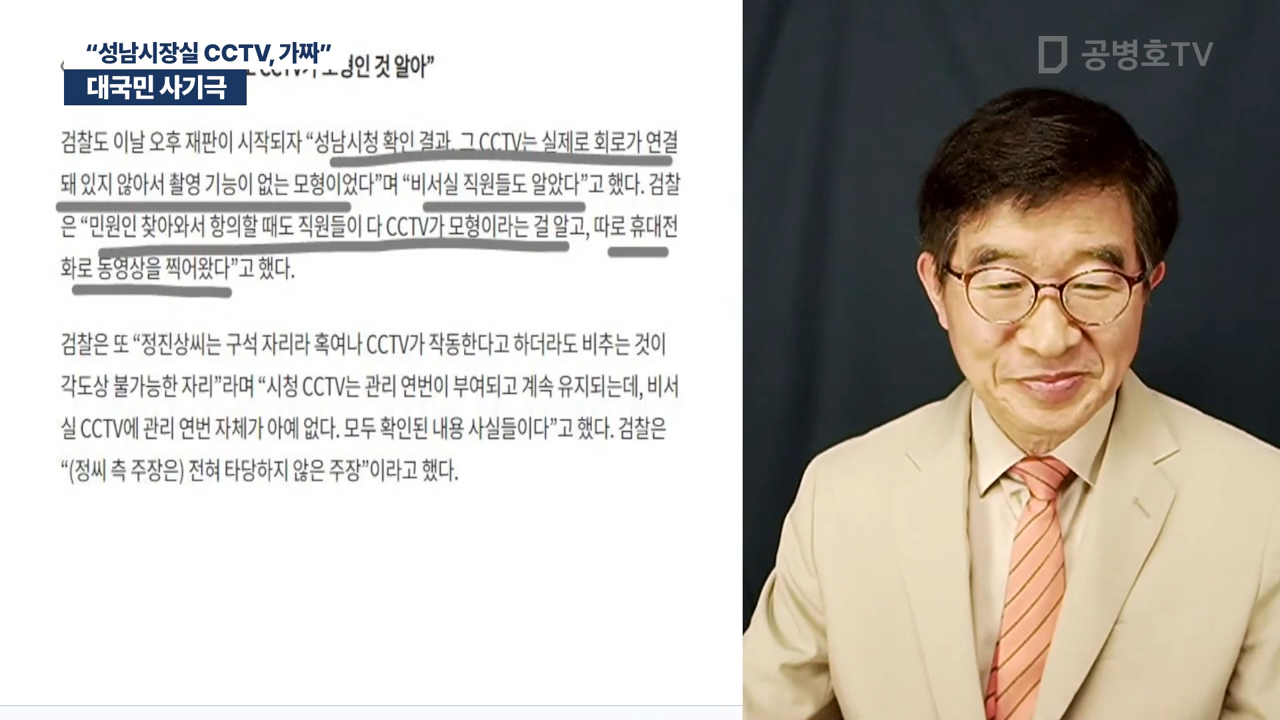 “성남시장실 CCTV, 가짜”
대국민 사기극
인 것 알아”
검찰도 이날 오후 재판이 시작되자 “성남시청 확인 결과. 그 CCTV는 실제로 회로가 연결
돼 있지 않아서 촬영 기능이 없는 모형이었다”며 “비서실 직원들도 알았다”고 했다. 검찰
은 “민원인 찾아와서 항의할 때도 직원들이 다 CCTV가 모형이라는 걸 알고, 따로 휴대전
화로 동영상을 찍어왔다”고 했다.
검찰은 또 “정진상씨는 구석 자리라 혹여나 CCTV가 작동한다고 하더라도 비추는 것이
각도상 불가능한 자리”라며 “시청 CCTV는 관리 연번이 부여되고 계속 유지되는데, 비서
실 CCTV에 관리 연번 자체가 아예 없다. 모두 확인된 내용 사실들이다”고 했다. 검찰은
“(정씨 측 주장은) 전혀 타당하지 않은 주장”이라고 했다.
공병호TV